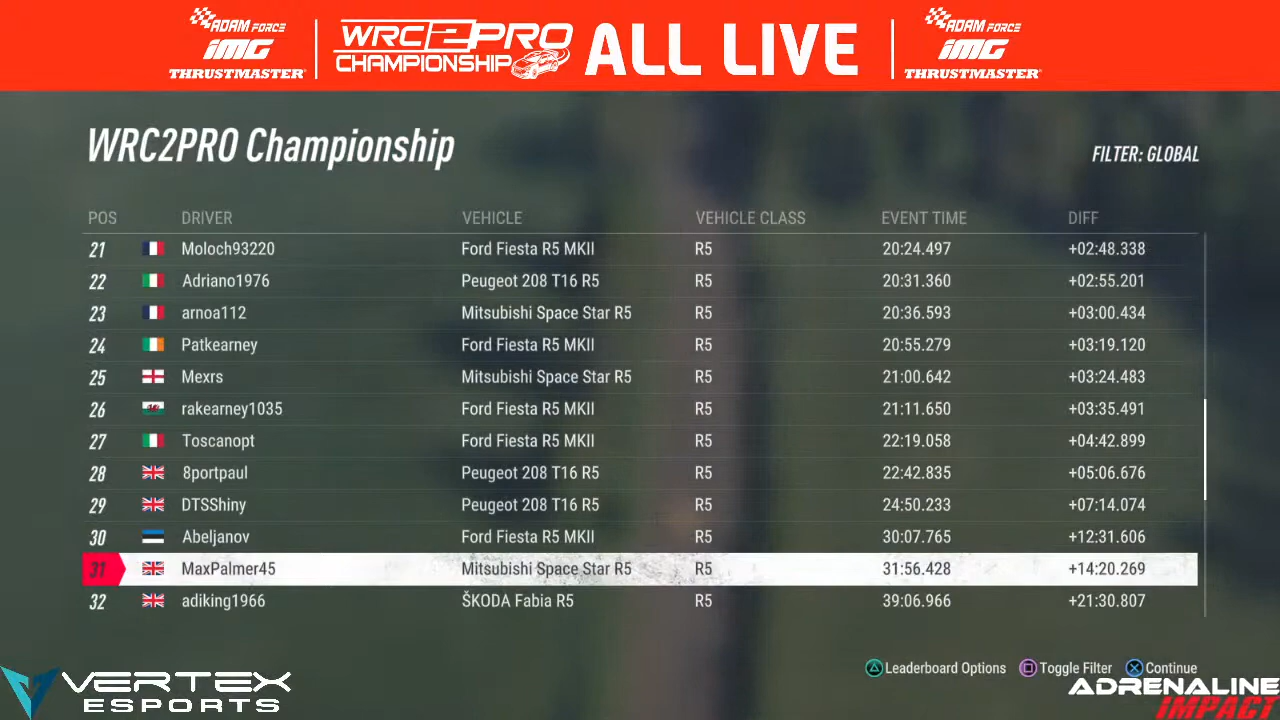 ADAM FORCE
IMG
THRUSTMASTER
WRC2PRO
CHAMPIONSHIP
ALL LIVE
ADAM FORCE
IMG
THRUSTMASTER
WRC2PRO Championship
FILTER: GLOBAL
POS DRIVER VEHICLE VEHICLE CLASS EVENT TIME DIFF
21 Moloch93220 Ford Fiesta R5 MKII R5 20:24.497 +02:48.338
22 Adriano1976 Peugeot 208 T16 R5 R5 20:31.360 +02:55.201
23 arnoa112 Mitsubishi Space Star R5 R5 20:36.593 +03:00.434
24 Patkearney Ford Fiesta R5 MKII R5 20:55.279 +03:19.120
25 Mexrs Mitsubishi Space Star R5 R5 21:00.642 +03:24.483
26 rakearney1035 Ford Fiesta R5 MKII R5 21:11.650 +03:35.491
27 Toscanopt Ford Fiesta R5 MKII R5 22:19.058 +04:42.899
28 8portpaul Peugeot 208 T16 R5 R5 22:42.835 +05:06.676
29 DTSShiny Peugeot 208 T16 R5 R5 24:50.233 +07:14.074
30 Abeljanov Ford Fiesta R5 MKII R5 30:07.765 +12:31.606
31 MaxPalmer45 Mitsubishi Space Star R5 R5 31:56.428 +14:20.269
32 adiking1966 ŠKODA Fabia R5 R5 39:06.966 +21:30.807
Leaderboard Options Toggle Filter Continue
VERTEX
ESPORTS
ADRENALINE
IMPACT